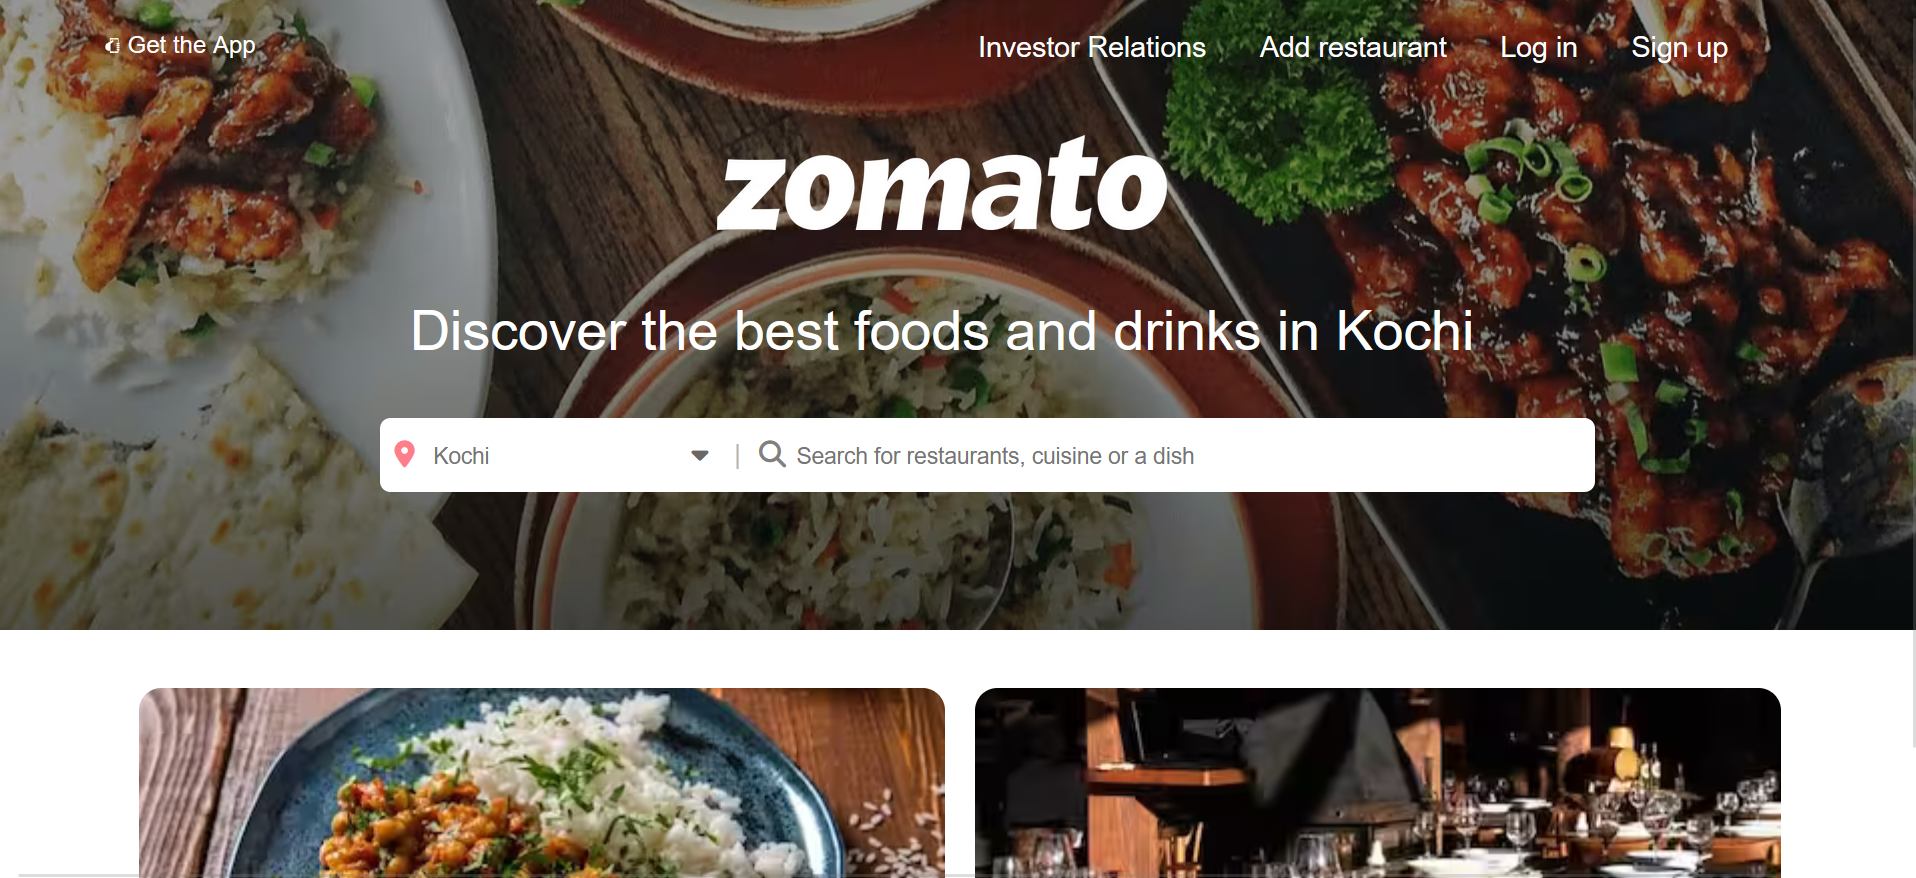 Get the App
Investor Relations
Add restaurant
Log in
Sign up
zomato
Discover the best foods and drinks in Kochi
Kochi
| Search for restaurants, cuisine or a dish